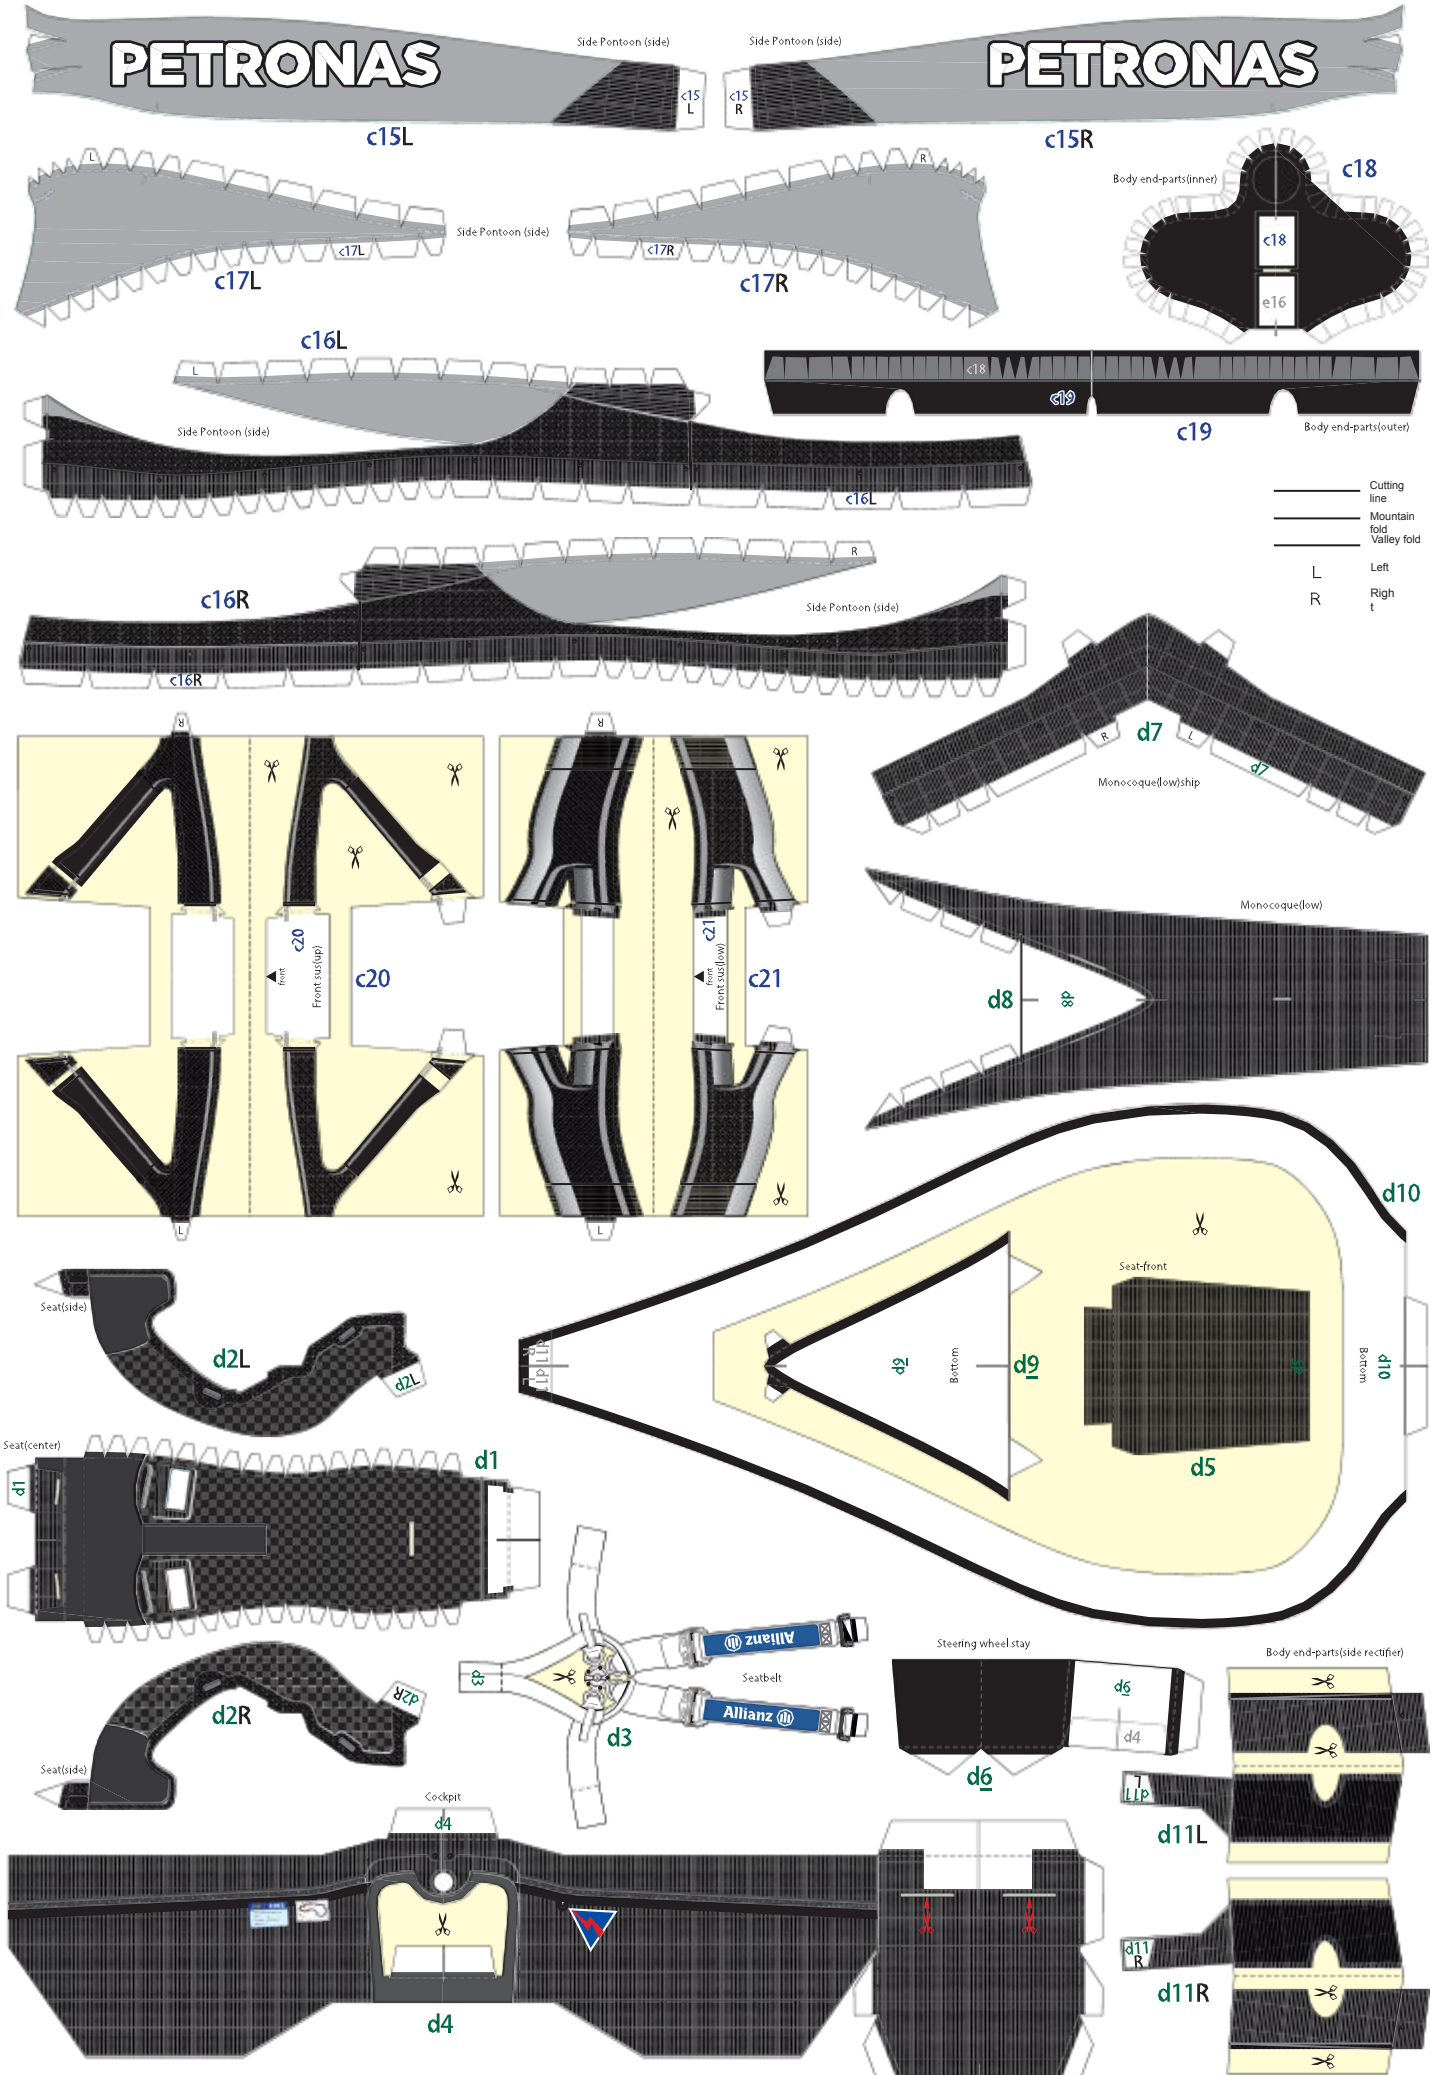 PETRONAS
Side Pontoon (side)
c15
L
c15L
Side Pontoon (side)
c15
R
PETRONAS
c15R
L
c17L
c17L
Side Pontoon (side)
R
c17R
c17R
Body end-parts(inner)
c18
c18
e16
c16L
L
Side Pontoon (side)
c16L
c18
c19
c19
Body end-parts(outer)
Cutting
line
Mountain
fold
Valley fold
L
Left
R
Righ
t
R
c16R
Side Pontoon (side)
c16R
R
L
d7
d7
Monocoque(low)ship
R
c20
front
Front sus(up)
c20
L
R
c21
front
Front sus(low)
c21
L
Monocoque(low)
d8
d8
d10
Seat-front
d11
R
d11
L
d9
Bottom
d9
d5
d5
Bottom
d10
Seat(side)
d2L
d2L
Seat(center)
d1
d1
d2R
d2R
Seat(side)
d3
Allianz
Seatbelt
Allianz
d3
Steering wheel stay
d6
d4
d6
Body end-parts(side rectifier)
L
d11
d11L
d11
R
d11R
Cockpit
d4
d4